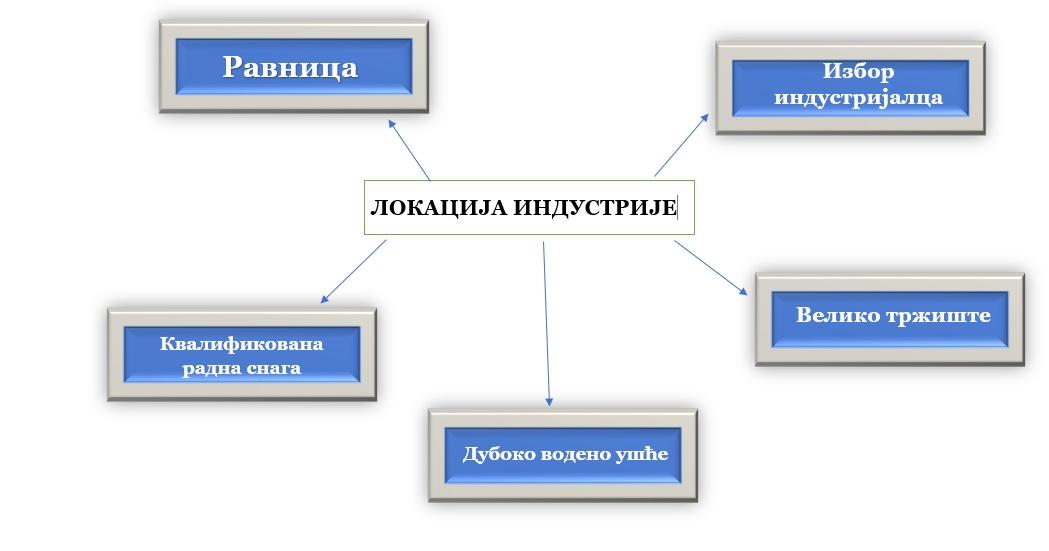 Равница
Избор
индустријалца
ЛОКАЦИЈА ИНДУСТРИЈЕ
Велико тржиште
Квалификована
радна снага
Дубоко водено ушће